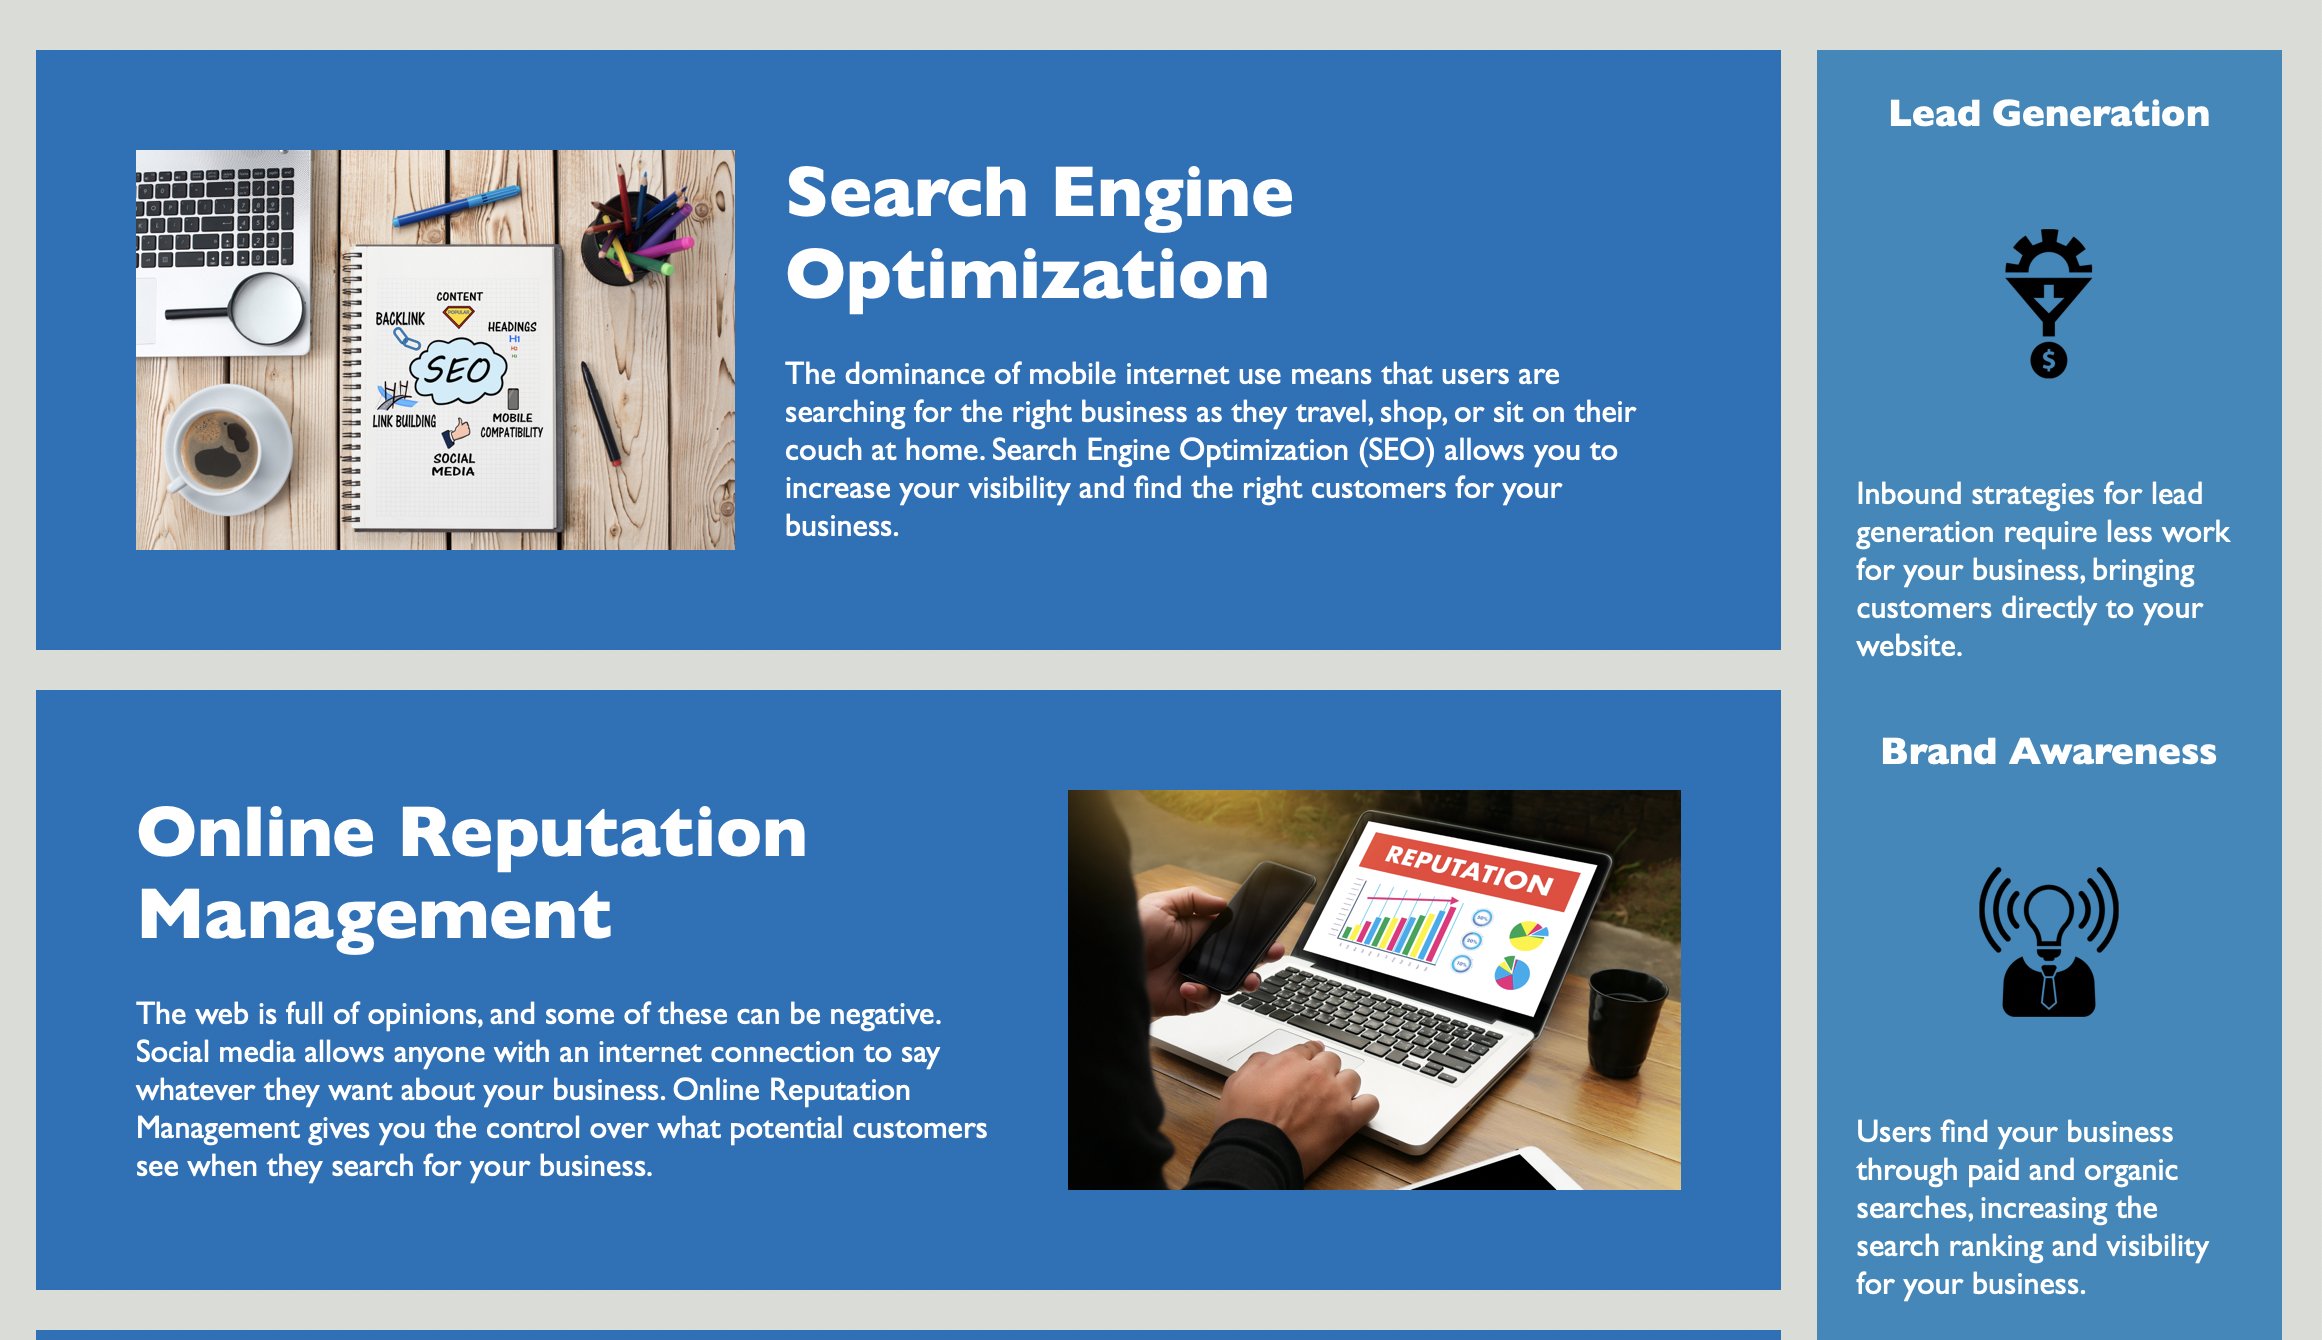 Search Engine
Optimization
The dominance of mobile internet use means that users are
searching for the right business as they travel, shop, or sit on their
couch at home. Search Engine Optimization (SEO) allows you to
increase your visibility and find the right customers for your
business.
CONTENT
POPULAR
BACKLINK
HEADINGS
H1
H2
SEO
LINK BUILDING
MOBILE
COMPATIBILITY
SOCIAL
MEDIA
Online Reputation
Management
The web is full of opinions, and some of these can be negative.
Social media allows anyone with an internet connection to say
whatever they want about your business. Online Reputation
Management gives you the control over what potential customers
see when they search for your business.
REPUTATION
Lead Generation
$
Inbound strategies for lead
generation require less work
for your business, bringing
customers directly to your
website.
Brand Awareness
Users find your business
through paid and organic
searches, increasing the
search ranking and visibility
for your business.